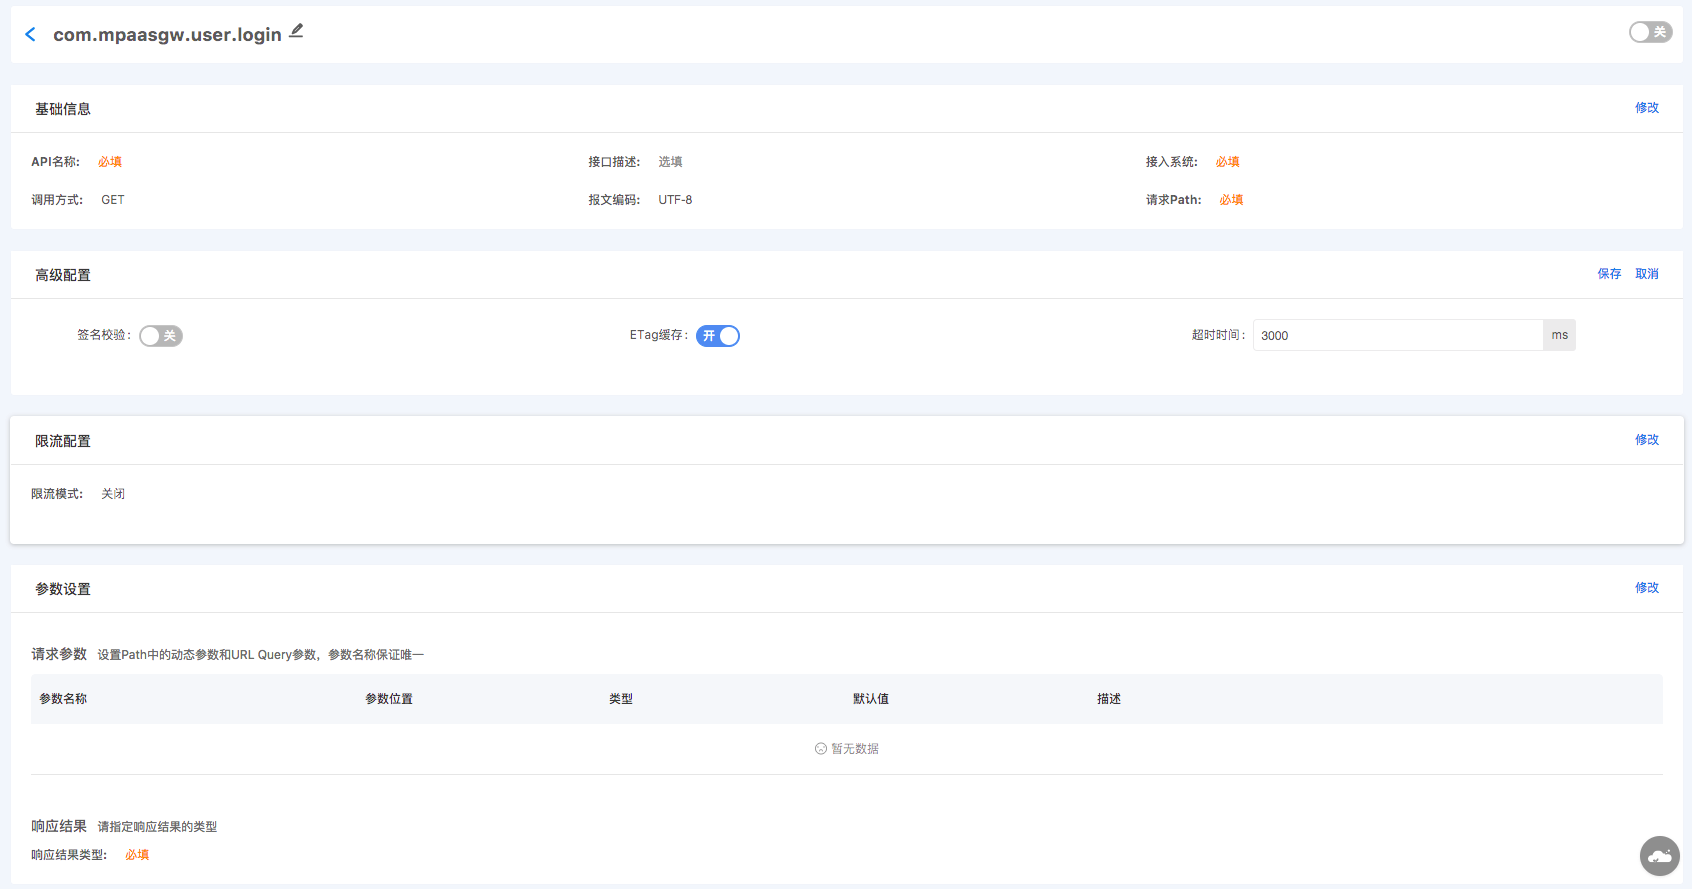 com.mpaasgw.user.login
关
基础信息 修改
API名称: 必填 接口描述: 选填 接入系统: 必填
调用方式: GET 报文编码: UTF-8 请求Path: 必填
高级配置 保存 取消
签名校验: 关 ETag缓存: 开 超时时间: 3000 ms
限流配置 修改
限流模式: 关闭
参数设置 修改
请求参数 设置Path中的动态参数和URL Query参数，参数名称保证唯一
参数名称 参数位置 类型 默认值 描述
暂无数据
响应结果 请指定响应结果的类型
响应结果类型: 必填